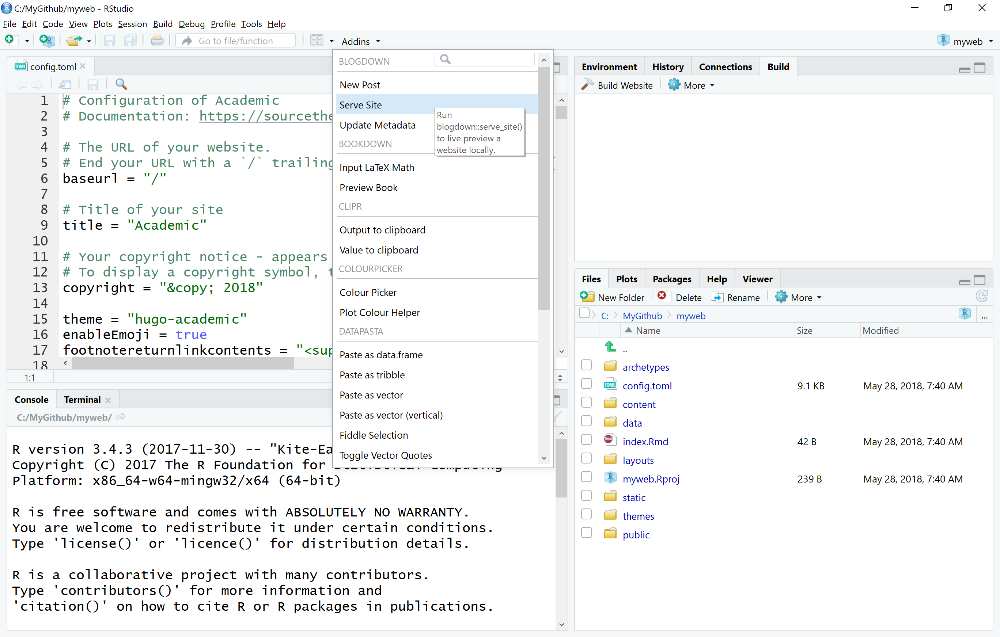 C:/MyGithub/myweb - RStudio
File Edit Code View Plots Session Build Debug Profile Tools Help
Go to file/function
Addins
myweb
config.toml
1 # Configuration of Academic
2 # Documentation: https://sourcethe
3
4 # The URL of your website.
5 # End your URL with a `/` trailing
6 baseurl = "/"
7
8 # Title of your site
9 title = "Academic"
10
11 # Your copyright notice - appears
12 # To display a copyright symbol, t
13 copyright = "&copy; 2018"
14
15 theme = "hugo-academic"
16 enableEmoji = true
17 footnotereturnlinkcontents = "<sup
18
1:1
BLOGDOWN
New Post
Serve Site
Update Metadata
Run
blogdown::serve_site()
to live preview a
website locally.
BOOKDOWN
Input LaTeX Math
Preview Book
CLIPR
Output to clipboard
Value to clipboard
COLOURPICKER
Colour Picker
Plot Colour Helper
DATAPASTA
Paste as data.frame
Paste as tribble
Paste as vector
Paste as vector (vertical)
Fiddle Selection
Toggle Vector Quotes
Console Terminal
C:/MyGithub/myweb/
R version 3.4.3 (2017-11-30) -- "Kite-Ea
Copyright (C) 2017 The R Foundation for Statistical Computing
Platform: x86_64-w64-mingw32/x64 (64-bit)
R is free software and comes with ABSOLUTELY NO WARRANTY.
You are welcome to redistribute it under certain conditions.
Type 'license()' or 'licence()' for distribution details.
R is a collaborative project with many contributors.
Type 'contributors()' for more information and
'citation()' on how to cite R or R packages in publications.
Environment History Connections Build
Build Website More
Files Plots Packages Help Viewer
New Folder Delete Rename More
C: MyGithub myweb ...
Name Size Modified
..
archetypes
config.toml 9.1 KB May 28, 2018, 7:40 AM
content
data
index.Rmd 42 B May 28, 2018, 7:40 AM
layouts
myweb.Rproj 239 B May 28, 2018, 7:40 AM
static
themes
public